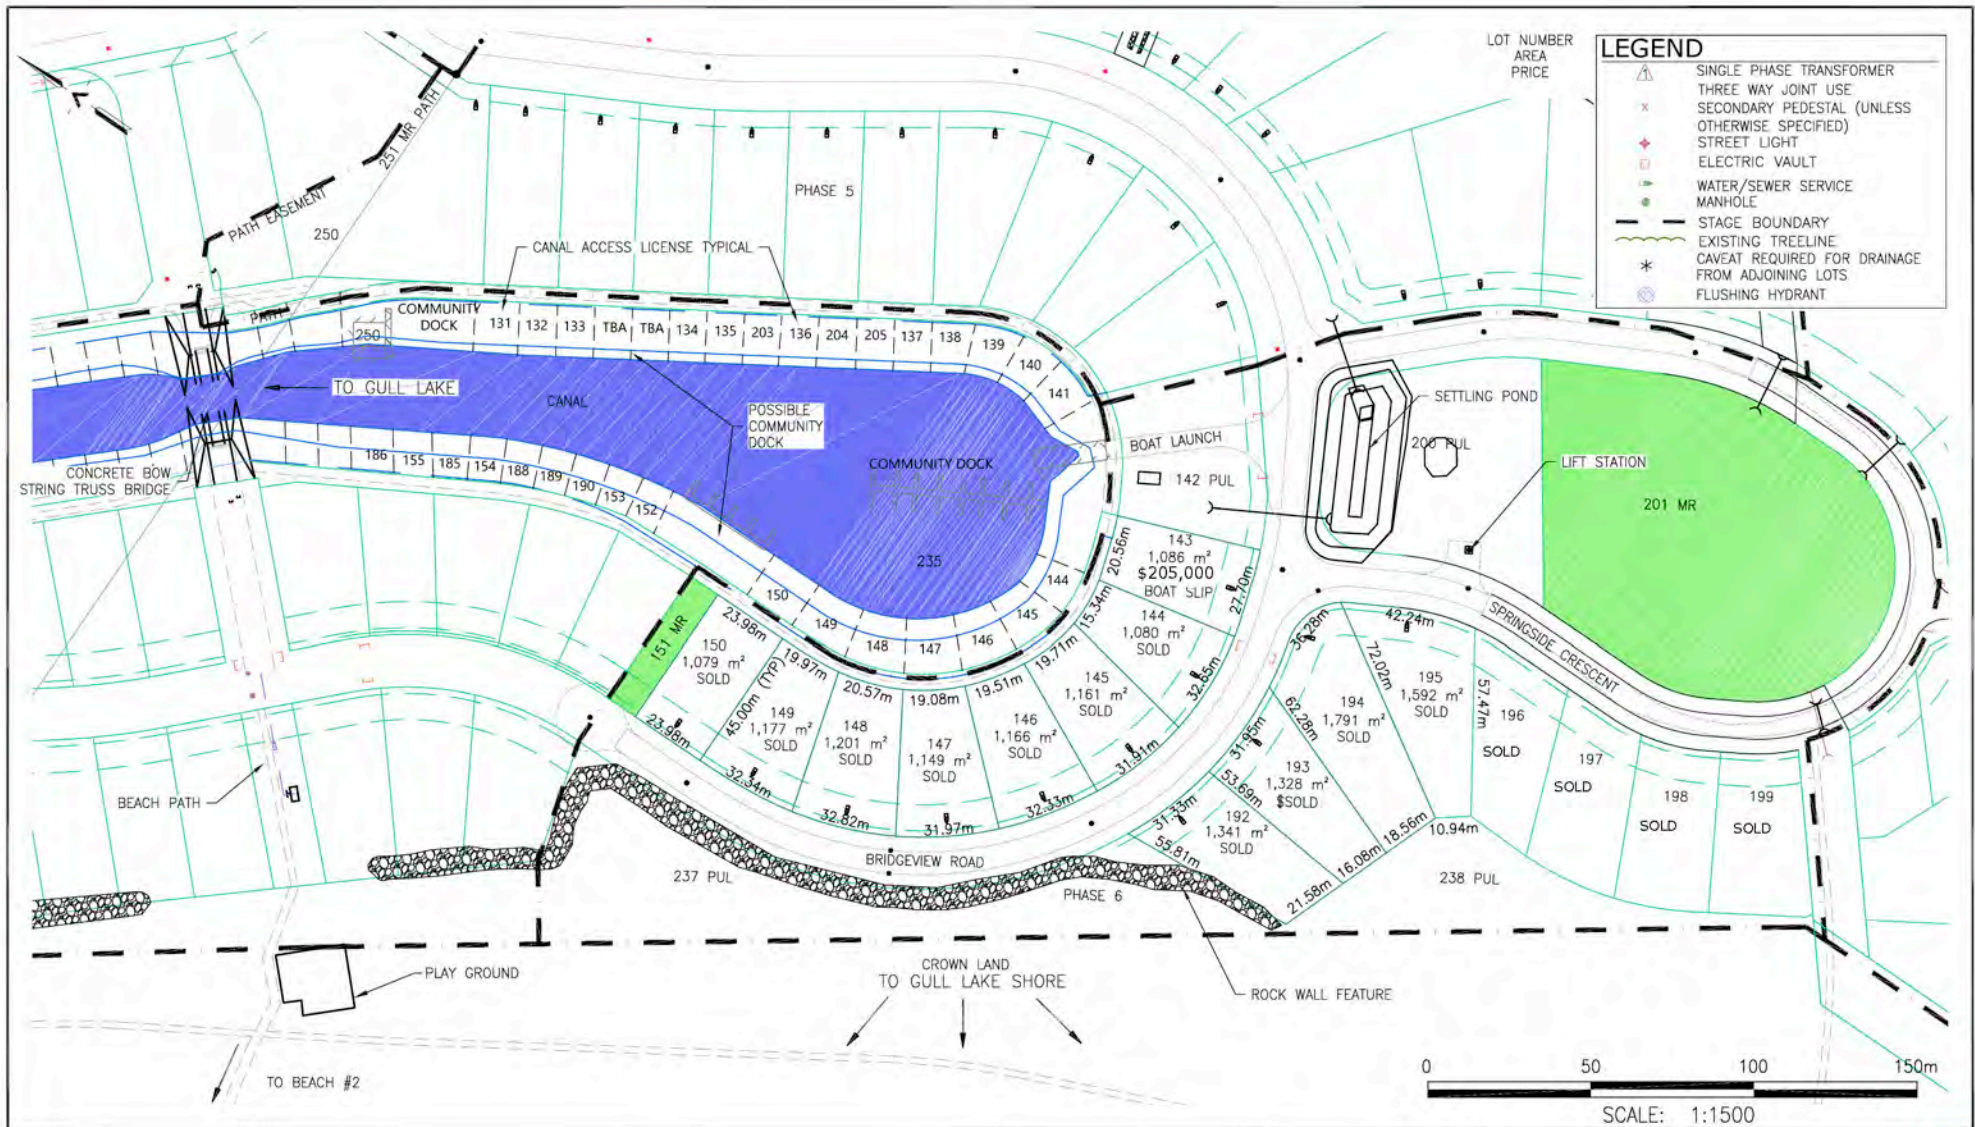 LOT NUMBER
AREA
PRICE
LEGEND
SINGLE PHASE TRANSFORMER
THREE WAY JOINT USE
SECONDARY PEDESTAL (UNLESS
OTHERWISE SPECIFIED)
STREET LIGHT
ELECTRIC VAULT
WATER/SEWER SERVICE
MANHOLE
STAGE BOUNDARY
EXISTING TREELINE
CAVEAT REQUIRED FOR DRAINAGE
FROM ADJOINING LOTS
FLUSHING HYDRANT
251 MR PATH
PATH EASEMENT
250
PHASE 5
CANAL ACCESS LICENSE TYPICAL
PATH
250
COMMUNITY
DOCK
131
132
133
TBA
TBA
134
135
203
136
204
205
137
138
139
140
141
TO GULL LAKE
CANAL
POSSIBLE
COMMUNITY
DOCK
COMMUNITY DOCK
235
BOAT LAUNCH
142 PUL
SETTLING POND
200 PUL
LIFT STATION
201 MR
CONCRETE BOW
STRING TRUSS BRIDGE
186
155
185
154
188
189
190
153
152
150
149
148
147
146
145
144
20.56m
143
1,086 m²
$205,000
BOAT SLIP
27.70m
15.34m
144
1,080 m²
SOLD
32.65m
19.71m
145
1,161 m²
SOLD
31.91m
19.51m
146
1,166 m²
SOLD
32.33m
19.08m
147
1,149 m²
SOLD
31.97m
20.57m
148
1,201 m²
SOLD
32.82m
19.97m
45.00m (TYP)
149
1,177 m²
SOLD
32.34m
23.98m
150
1,079 m²
SOLD
23.98m
151 MR
36.28m
42.24m
72.02m
57.47m
195
1,592 m²
SOLD
194
1,791 m²
SOLD
62.28m
31.95m
193
1,328 m²
$SOLD
53.69m
31.33m
192
1,341 m²
SOLD
55.81m
21.58m
16.08m
18.56m
10.94m
SPRINGSIDE CRESCENT
196
SOLD
197
SOLD
198
SOLD
199
SOLD
238 PUL
BEACH PATH
BRIDGEVIEW ROAD
237 PUL
PHASE 6
PLAY GROUND
CROWN LAND
TO GULL LAKE SHORE
ROCK WALL FEATURE
TO BEACH #2
0
50
100
150m
SCALE: 1:1500